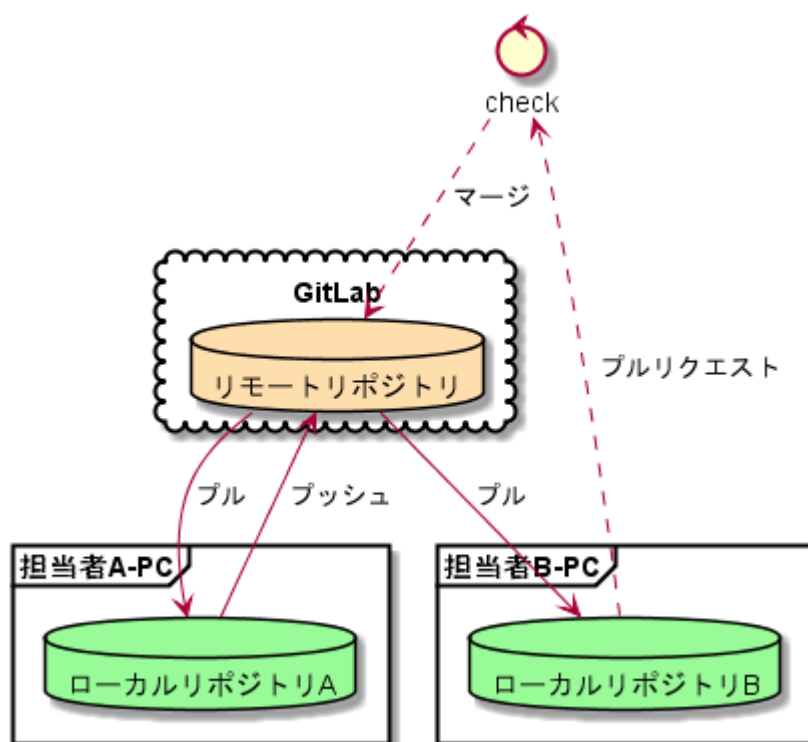 check
マージ
GitLab
プルリクエスト
リモートリポジトリ
プル
プッシュ
プル
担当者A-PC
担当者B-PC
ローカルリポジトリA
ローカルリポジトリB